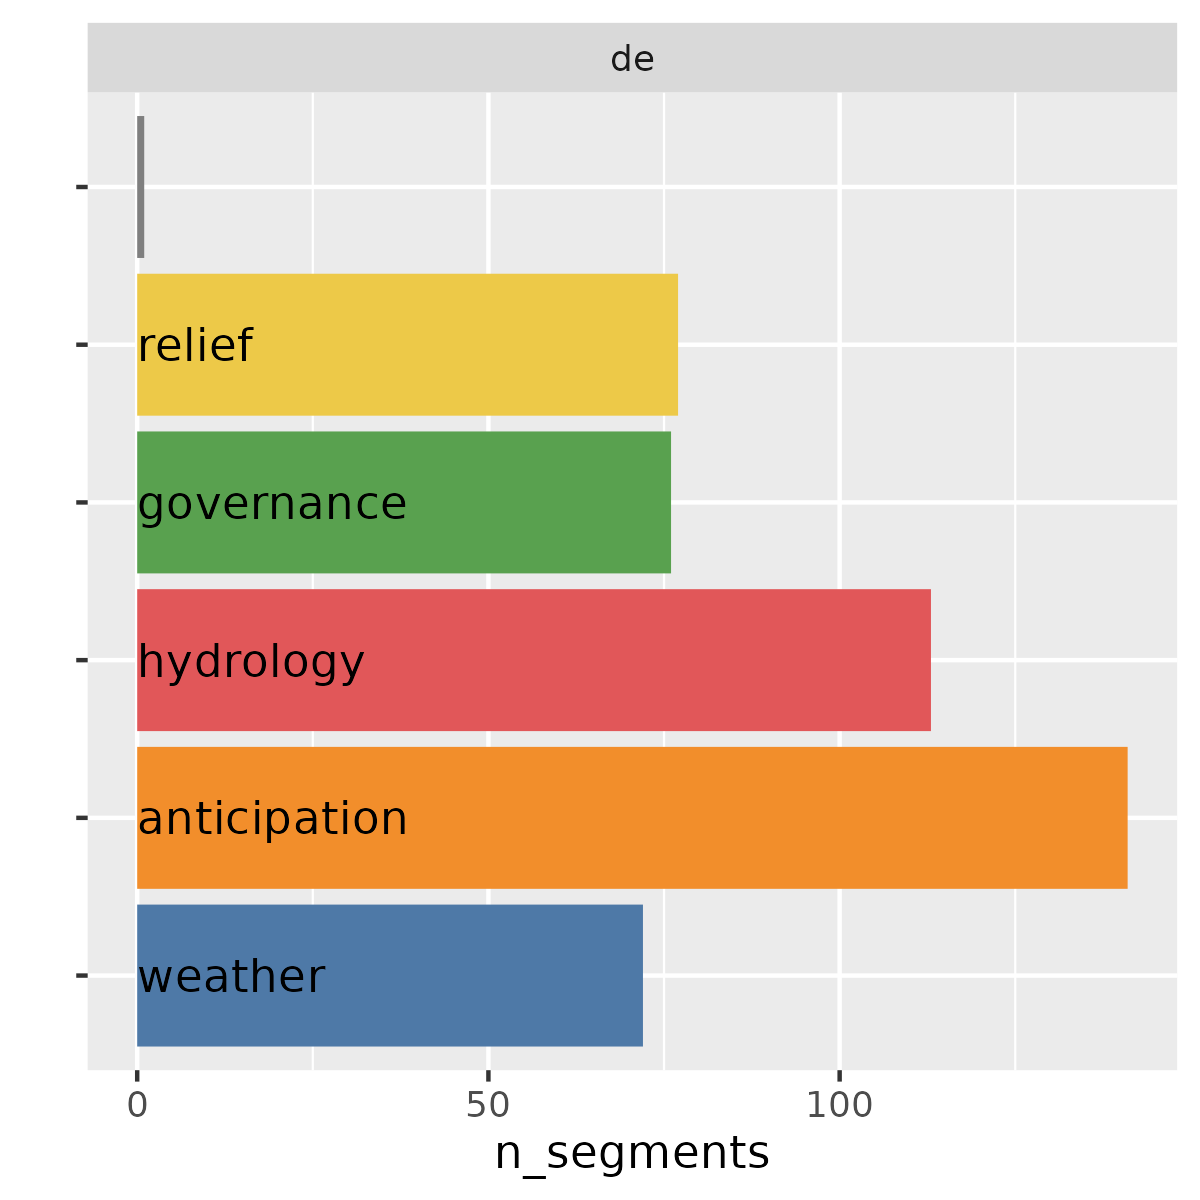 de
relief
governance
hydrology
anticipation
weather
0 50 100
n_segments